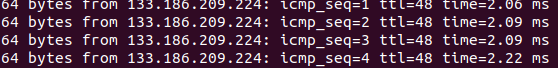 64 bytes from 133.186.209.224: icmp_seq=1 ttl=48 time=2.06 ms
64 bytes from 133.186.209.224: icmp_seq=2 ttl=48 time=2.09 ms
64 bytes from 133.186.209.224: icmp_seq=3 ttl=48 time=2.09 ms
64 bytes from 133.186.209.224: icmp_seq=4 ttl=48 time=2.22 ms